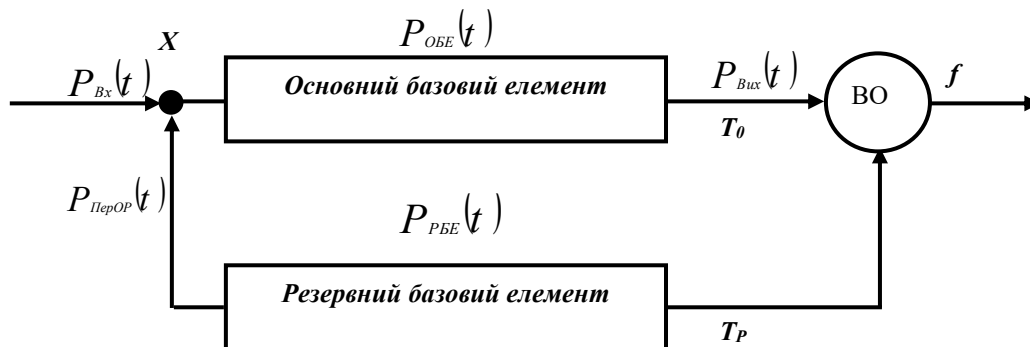 P_ОБЕ(t)
X
P_Вх(t)
Основний базовий елемент
P_Вих(t)
ВО
f
T_0
P_ПерОР(t)
P_РБЕ(t)
Резервний базовий елемент
T_P